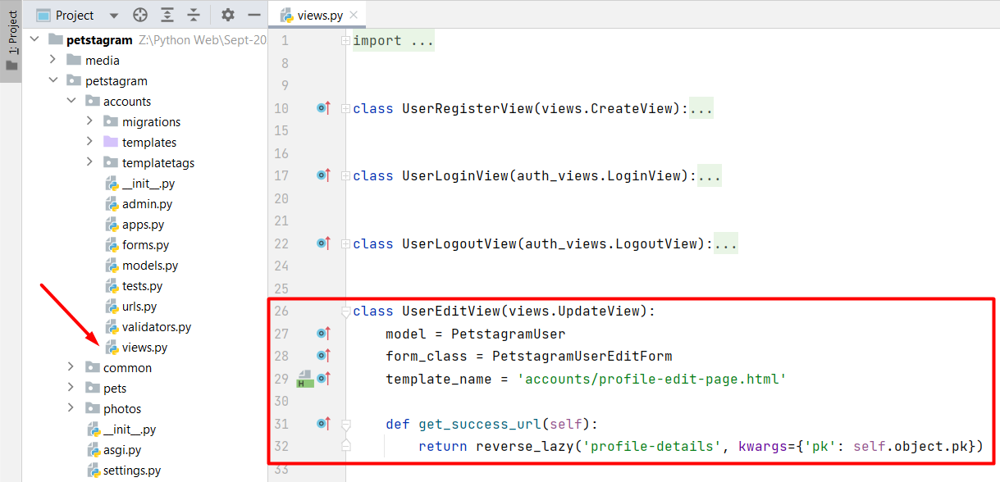 1: Project
Project
views.py
petstagram Z:\Python Web\Sept-20
media
petstagram
accounts
migrations
templates
templatetags
__init__.py
admin.py
apps.py
forms.py
models.py
tests.py
urls.py
validators.py
views.py
common
pets
photos
__init__.py
asgi.py
settings.py
1 import ...
8
9
10 class UserRegisterView(views.CreateView):...
15
16
17 class UserLoginView(auth_views.LoginView):...
20
21
22 class UserLogoutView(auth_views.LogoutView):...
24
25
26 class UserEditView(views.UpdateView):
27 model = PetstagramUser
28 form_class = PetstagramUserEditForm
29 H template_name = 'accounts/profile-edit-page.html'
30
31 def get_success_url(self):
32 return reverse_lazy('profile-details', kwargs={'pk': self.object.pk})
33